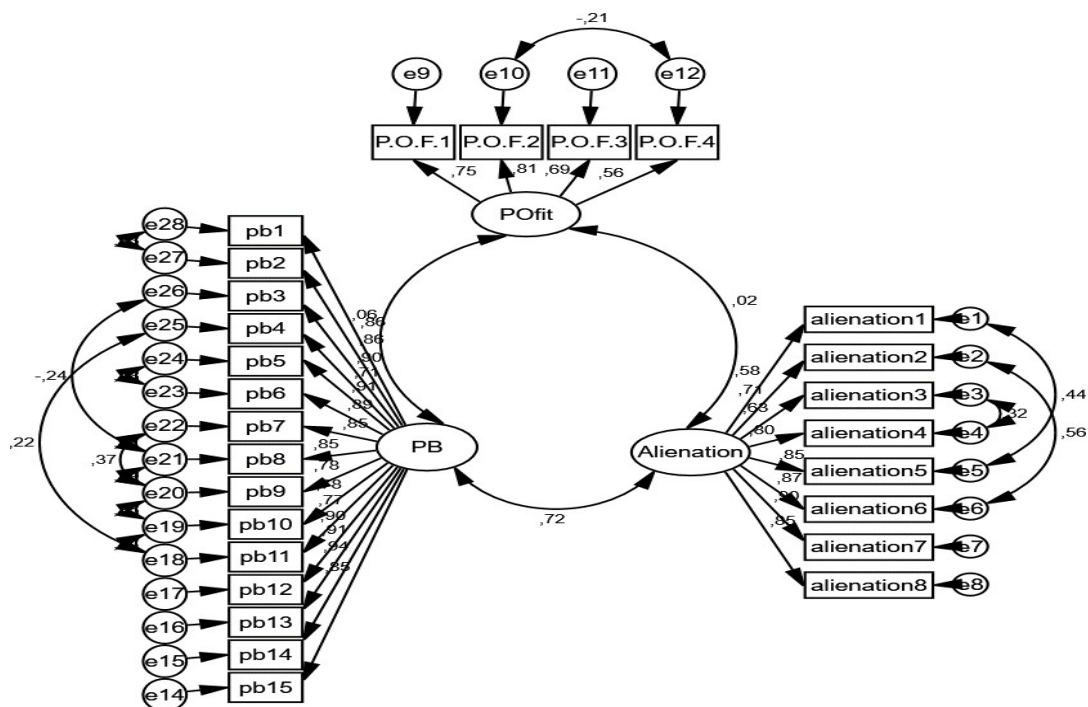 -,21
e9
e10
e11
e12
P.O.F.1
P.O.F.2
P.O.F.3
P.O.F.4
,75
,81
,69
,56
POfit
e28
pb1
e27
pb2
e26
pb3
e25
pb4
e24
pb5
e23
pb6
e22
pb7
e21
pb8
e20
pb9
e19
pb10
e18
pb11
e17
pb12
e16
pb13
e15
pb14
e14
pb15
-,24
,22
,37
,06
,86
,86
,90
,71
,91
,89
,85
,85
,78
,77
,90
,91
,94
,85
PB
,02
,72
Alienation
,58
,71
,63
,80
,85
,87
,85
alienation1
e1
alienation2
e2
alienation3
e3
alienation4
e4
alienation5
e5
alienation6
e6
alienation7
e7
alienation8
e8
,44
,56